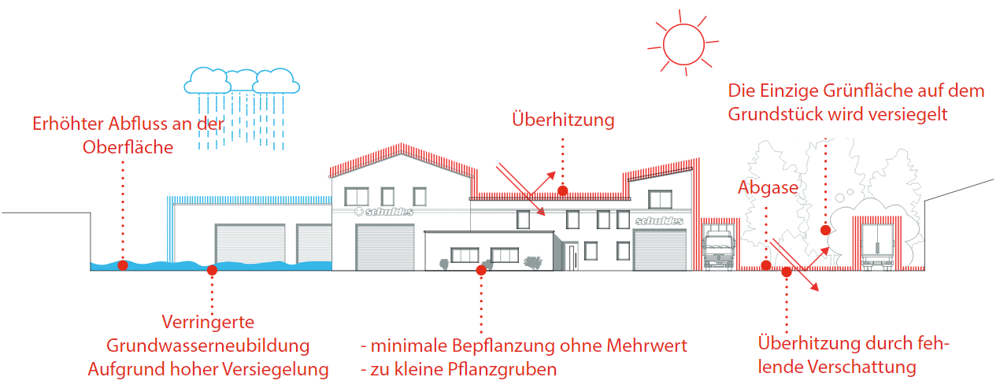 Die Einzige Grünfläche auf dem
Grundstück wird versiegelt
Erhöhter Abfluss an der
Oberfläche
Überhitzung
Abgase
schuldes
schuldes
Verringerte
Grundwasserneubildung
Aufgrund hoher Versiegelung
- minimale Bepflanzung ohne Mehrwert
- zu kleine Pflanzgruben
Überhitzung durch feh-
lende Verschattung